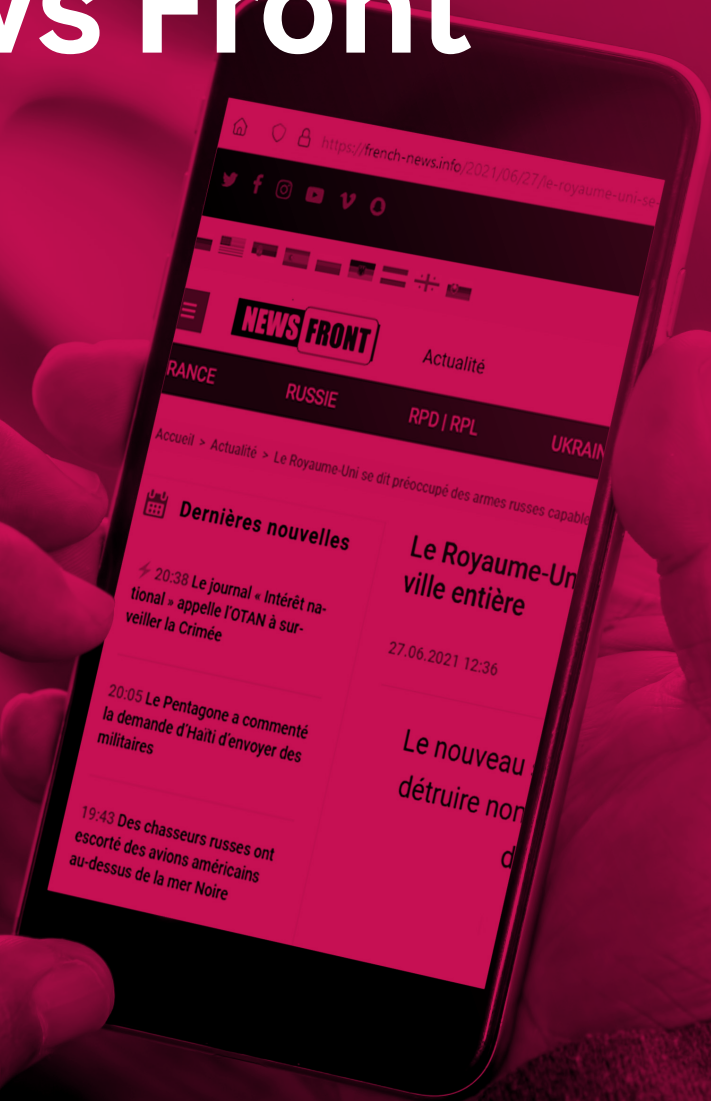 ws Front
https://french-news.info/2021/06/27/le-royaume-uni-se-
NEWS FRONT
Actualité
RANCE RUSSIE RPD | RPL UKRAIN
Accueil > Actualité > Le Royaume-Uni se dit préoccupé des armes russes capable
Dernières nouvelles
20:38 Le journal « Intérêt na-
tional » appelle l'OTAN à sur-
veiller la Crimée
20:05 Le Pentagone a commenté
la demande d'Haïti d'envoyer des
militaires
19:43 Des chasseurs russes ont
escorté des avions américains
au-dessus de la mer Noire
Le Royaume-Un
ville entière
27.06.2021 12:36
Le nouveau
détruire non
d